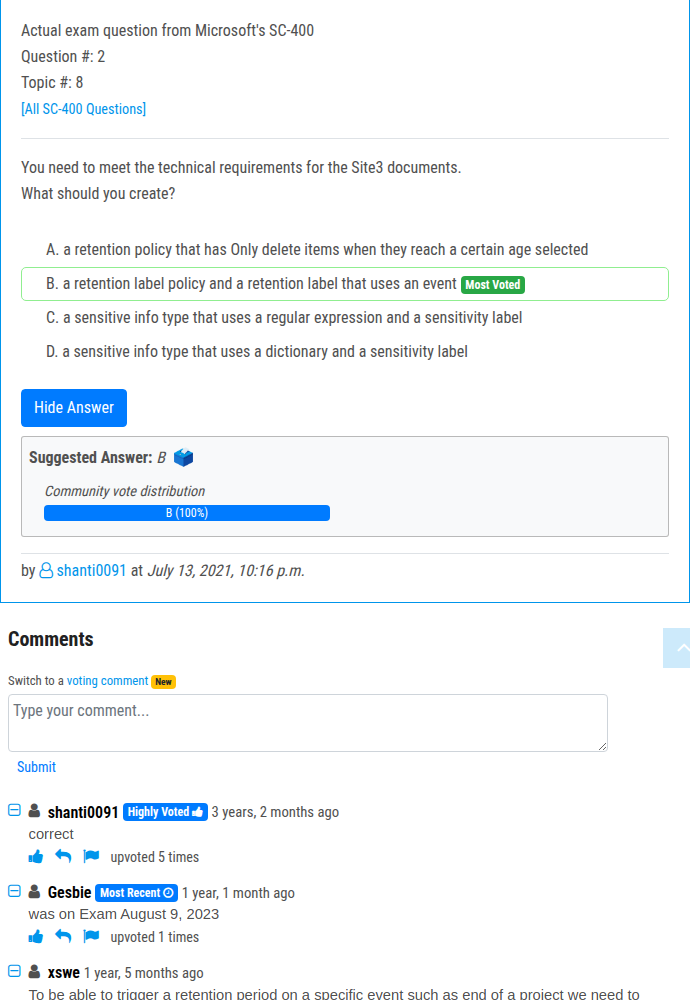 Actual exam question from Microsoft's SC-400
Question #: 2
Topic #: 8
[All SC-400 Questions]
You need to meet the technical requirements for the Site3 documents.
What should you create?
A. a retention policy that has Only delete items when they reach a certain age selected
B. a retention label policy and a retention label that uses an event Most Voted
C. a sensitive info type that uses a regular expression and a sensitivity label
D. a sensitive info type that uses a dictionary and a sensitivity label
Hide Answer
Suggested Answer: B
Community vote distribution
B (100%)
by shanti0091 at July 13, 2021, 10:16 p.m.
Comments
Switch to a voting comment New
Type your comment...
Submit
shanti0091 Highly Voted 3 years, 2 months ago
correct
upvoted 5 times
Gesbie Most Recent 1 year, 1 month ago
was on Exam August 9, 2023
upvoted 1 times
xswe 1 year, 5 months ago
To be able to trigger a retention period on a specific event such as end of a project we need to